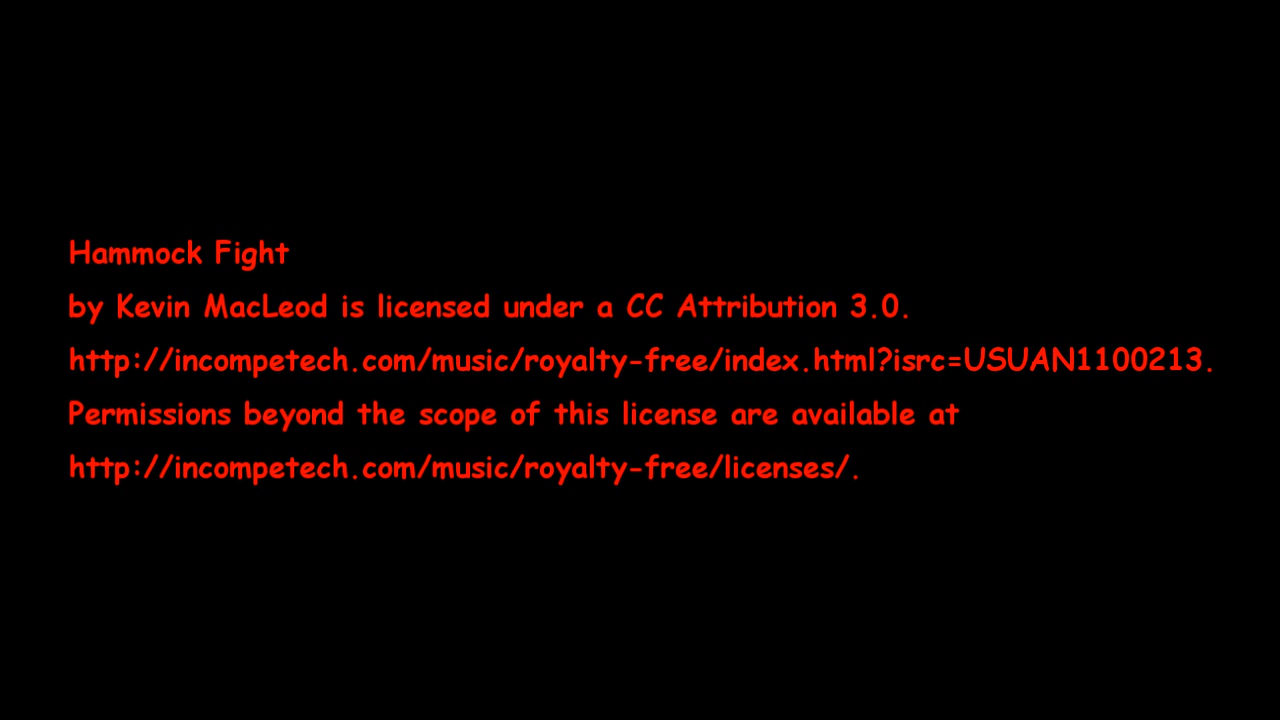 Hammock Fight
by Kevin MacLeod is licensed under a CC Attribution 3.0.
http://incompetech.com/music/royalty-free/index.html?isrc=USUAN1100213.
Permissions beyond the scope of this license are available at
http://incompetech.com/music/royalty-free/licenses/.